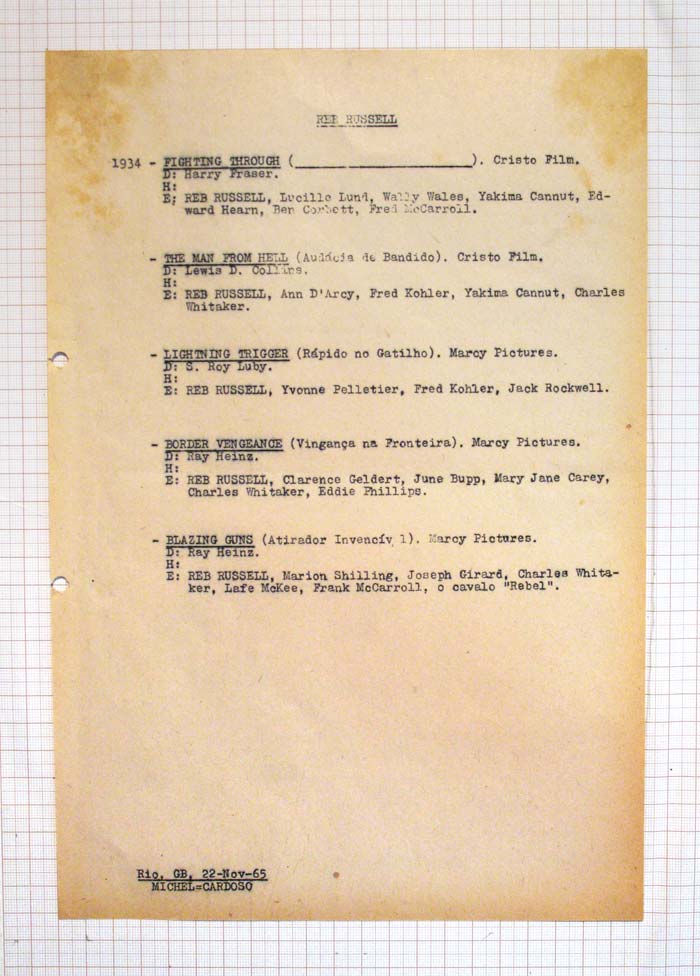 REB RUSSELL
1934 - FIGHTING THROUGH (____________________). Cristo Film.
D: Harry Fraser.
H:
E; REB RUSSELL, Lucille Lund, Wally Wales, Yakima Cannut, Ed-
ward Hearn, Ben Corbett, Fred McCarroll.
- THE MAN FROM HELL (Audácia de Bandido). Cristo Film.
D: Lewis D. Collins.
H:
E: REB RUSSELL, Ann D'Arcy, Fred Kohler, Yakima Cannut, Charles
Whitaker.
- LIGHTNING TRIGGER (Rápido no Gatilho). Marcy Pictures.
D: S. Roy Luby.
H:
E: REB RUSSELL, Yvonne Pelletier, Fred Kohler, Jack Rockwell.
- BORDER VENGEANCE (Vingança na Fronteira). Marcy Pictures.
D: Ray Heinz.
H:
E: REB RUSSELL, Clarence Geldert, June Bupp, Mary Jane Carey,
Charles Whitaker, Eddie Phillips.
- BLAZING GUNS (Atirador Invencív l). Marcy Pictures.
D: Ray Heinz.
H:
E: REB RUSSELL, Marion Shilling, Joseph Girard, Charles Whita-
ker, Lafe McKee, Frank McCarroll, o cavalo "Rebel".
Rio, GB, 22-Nov-65
MICHEL=CARDOSO